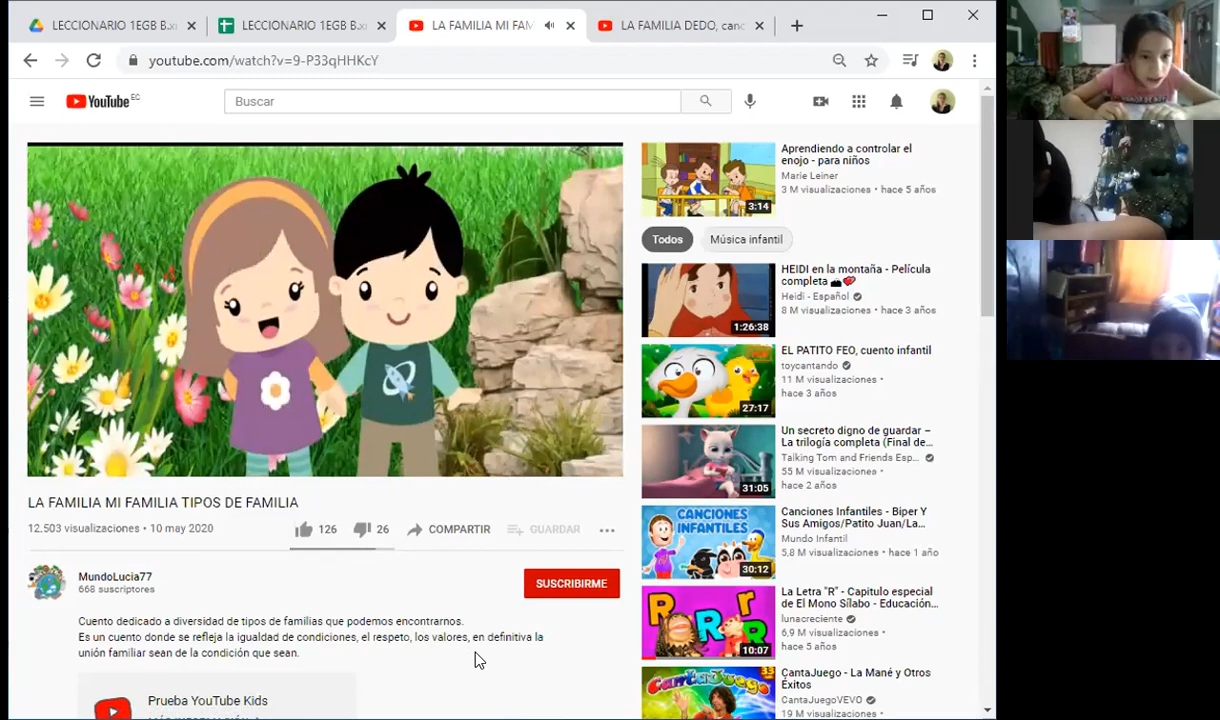 LECCIONARIO 1EGB B.x
LECCIONARIO 1EGB B.x
LA FAMILIA MI FAM
LA FAMILIA DEDO, canc
youtube.com/watch?v=9-P33qHHKcY
YouTube EC
Buscar
LA FAMILIA MI FAMILIA TIPOS DE FAMILIA
12.503 visualizaciones • 10 may 2020
126
26
COMPARTIR
GUARDAR
MundoLucia77
668 suscriptores
SUSCRIBIRME
Cuento dedicado a diversidad de tipos de familias que podemos encontrarnos.
Es un cuento donde se refleja la igualdad de condiciones, el respeto, los valores, en definitiva la
unión familiar sean de la condición que sean.
Prueba YouTube Kids
Aprendiendo a controlar el
enojo - para niños
Marie Leiner
3 M visualizaciones • hace 5 años
3:14
Todos
Música infantil
HEIDI en la montaña - Película
completa
Heidi - Español
8 M visualizaciones • hace 3 años
1:26:38
EL PATITO FEO, cuento infantil
toycantando
11 M visualizaciones •
hace 3 años
27:17
Un secreto digno de guardar –
La trilogía completa (Final de...
Talking Tom and Friends Esp...
55 M visualizaciones •
hace 2 años
31:05
Canciones Infantiles - Biper Y
Sus Amigos/Patito Juan/La...
Mundo Infantil
5,8 M visualizaciones • hace 1 año
CANCIONES
INFANTILES
30:12
La Letra "R" - Capitulo especial
de El Mono Sílabo - Educación...
lunacreciente
6,9 M visualizaciones •
hace 5 años
R R r R
10:07
CantaJuego - La Mané y Otros
Éxitos
CantaJuegoVEVO
19 M visualizaciones •
CantaJuego